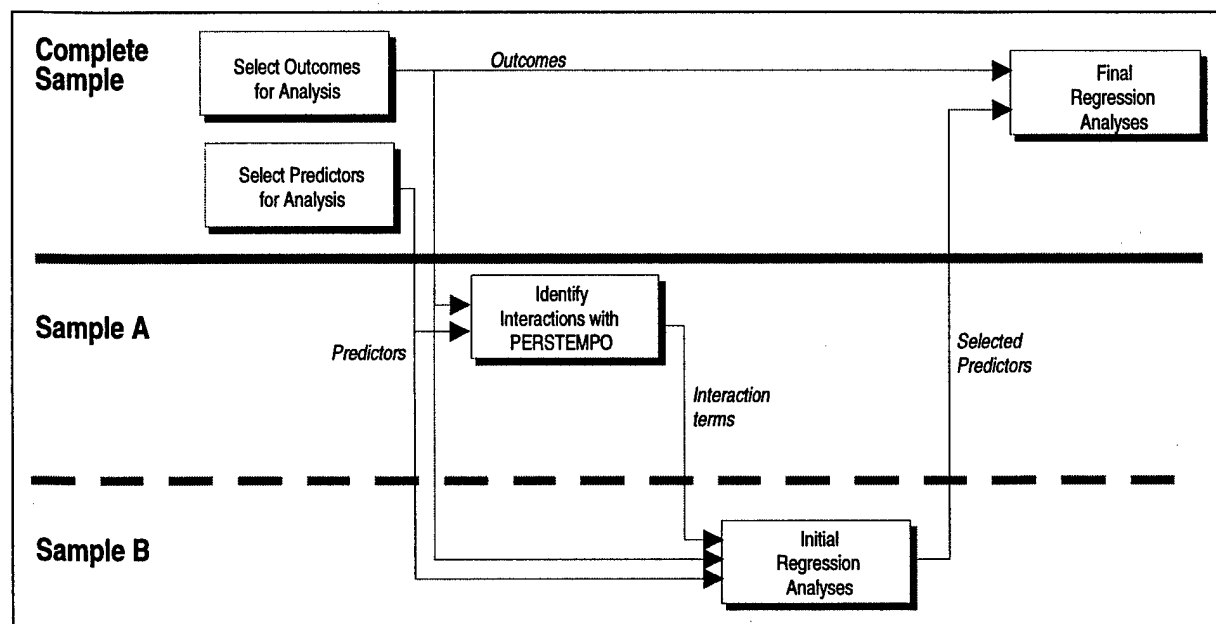 Complete
Sample
Select Outcomes
for Analysis
Outcomes
Final
Regression
Analyses
Select Predictors
for Analysis
Sample A
Identify
Interactions with
PERSTEMPO
Predictors
Selected
Predictors
Interaction
terms
Sample B
Initial
Regression
Analyses